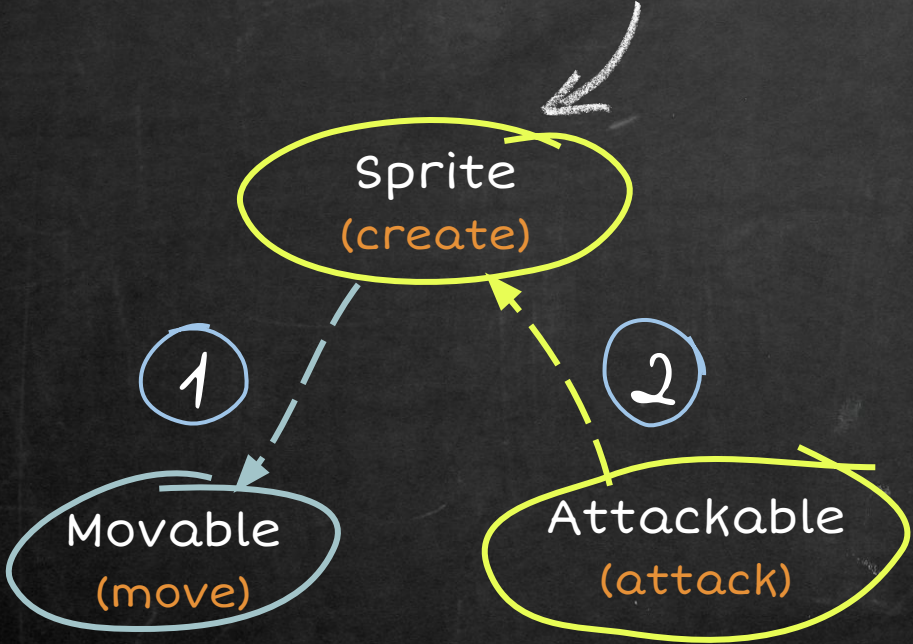 Sprite
(create)
1
2
Movable
(move)
Attackable
(attack)